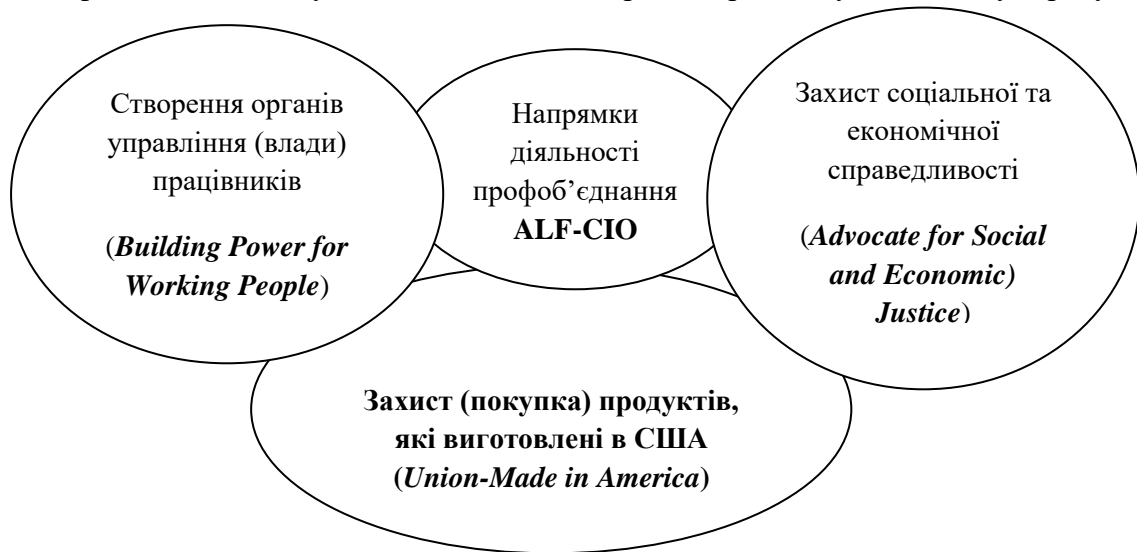 Створення органів
управління (влади)
працівників
(Building Power for
Working People)
Напрямки
діяльності
профоб’єднання
ALF-CIO
Захист соціальної та
економічної
справедливості
(Advocate for Social
and Economic)
Justice)
Захист (покупка) продуктів,
які виготовлені в США
(Union-Made in America)